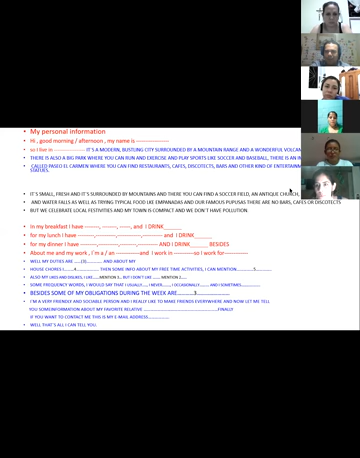 My personal information
Hi , good morning / afternoon , my name is
so I live in IT´S A MODERN, BUSTLING CITY SURROUNDED BY A MOUNTAIN RANGE AND A WONDERFUL VOLCAN
THERE IS ALSO A BIG PARK WHERE YOU CAN RUN AND EXERCISE AND PLAY SPORTS LIKE SOCCER AND BASEBALL, THERE IS AN
CALLED PASEO EL CARMEN WHERE YOU CAN FIND RESTAURANTS, CAFES, DISCOTECTS, BARS AND OTHER KIND OF ENTERTAINM
STATUES.
IT´S SMALL, FRESH AND IT´S SURROUNDED BY MOUNTAINS AND THERE YOU CAN FIND A SOCCER FIELD, AN ANTIQUE CHURCH,
AND WATER FALLS AS WELL AS TRYING TYPICAL FOOD LIKE EMPANADAS AND OUR FAMOUS PUPUSAS THERE ARE NO BARS, CAFES OR DISCOTECTS
BUT WE CELEBRATE LOCAL FESTIVITIES AND MY TOWN IS COMPACT AND WE DON´T HAVE POLLUTION.
In my breakfast I have --------, -------, -----, and I DRINK______
for my lunch I have --------,---------,---------, and I DRINK______
for my dinner I have --------,---------,---------,--------- AND I DRINK______ BESIDES
About me and my work , I´m a / an ------------and I work in ----------so I work for------------
WELL MY DUTIES ARE AND ABOUT MY
HOUSE CHORES I THEN SOME INFO ABOUT MY FREE TIME ACTIVITIES, I CAN MENTION
ALSO MY LIKES AND DISLIKES, I LIKE MENTION BUT I DON´T LIKE MENTION
SOME FREQUENCY WORDS, I WOULD SAY THAT I USUALLY I NEVER I OCCASIONALLY AND I SOMETIMES
BESIDES SOME OF MY OBLIGATIONS DURING THE WEEK ARE
I´M A VERY FRIENDLY AND SOCIABLE PERSON AND I REALLY LIKE TO MAKE FRIENDS EVERYWHERE AND NOW LET ME TELL
YOU SOME INFORMATION ABOUT MY FAVORITE RELATIVE FINALLY
IF YOU WANT TO CONTACT ME THIS IS MY E-MAIL ADDRESS
WELL THAT´S ALL I CAN TELL YOU.